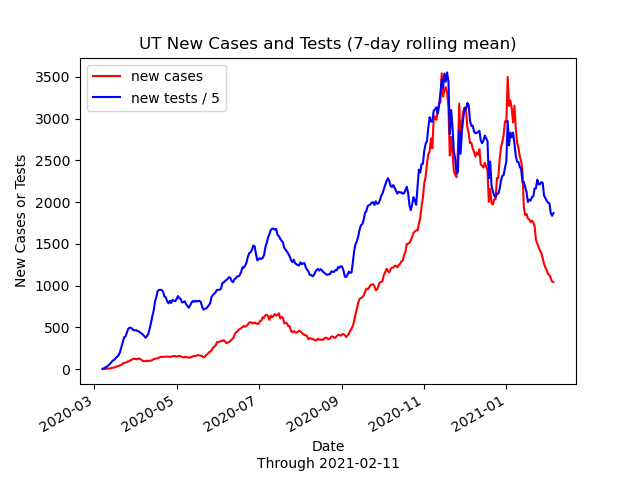 UT New Cases and Tests (7-day rolling mean)
new cases
new tests / 5
New Cases or Tests
3500
3000
2500
2000
1500
1000
500
0
2020-03
2020-05
2020-07
2020-09
2020-11
2021-01
Date
Through 2021-02-11